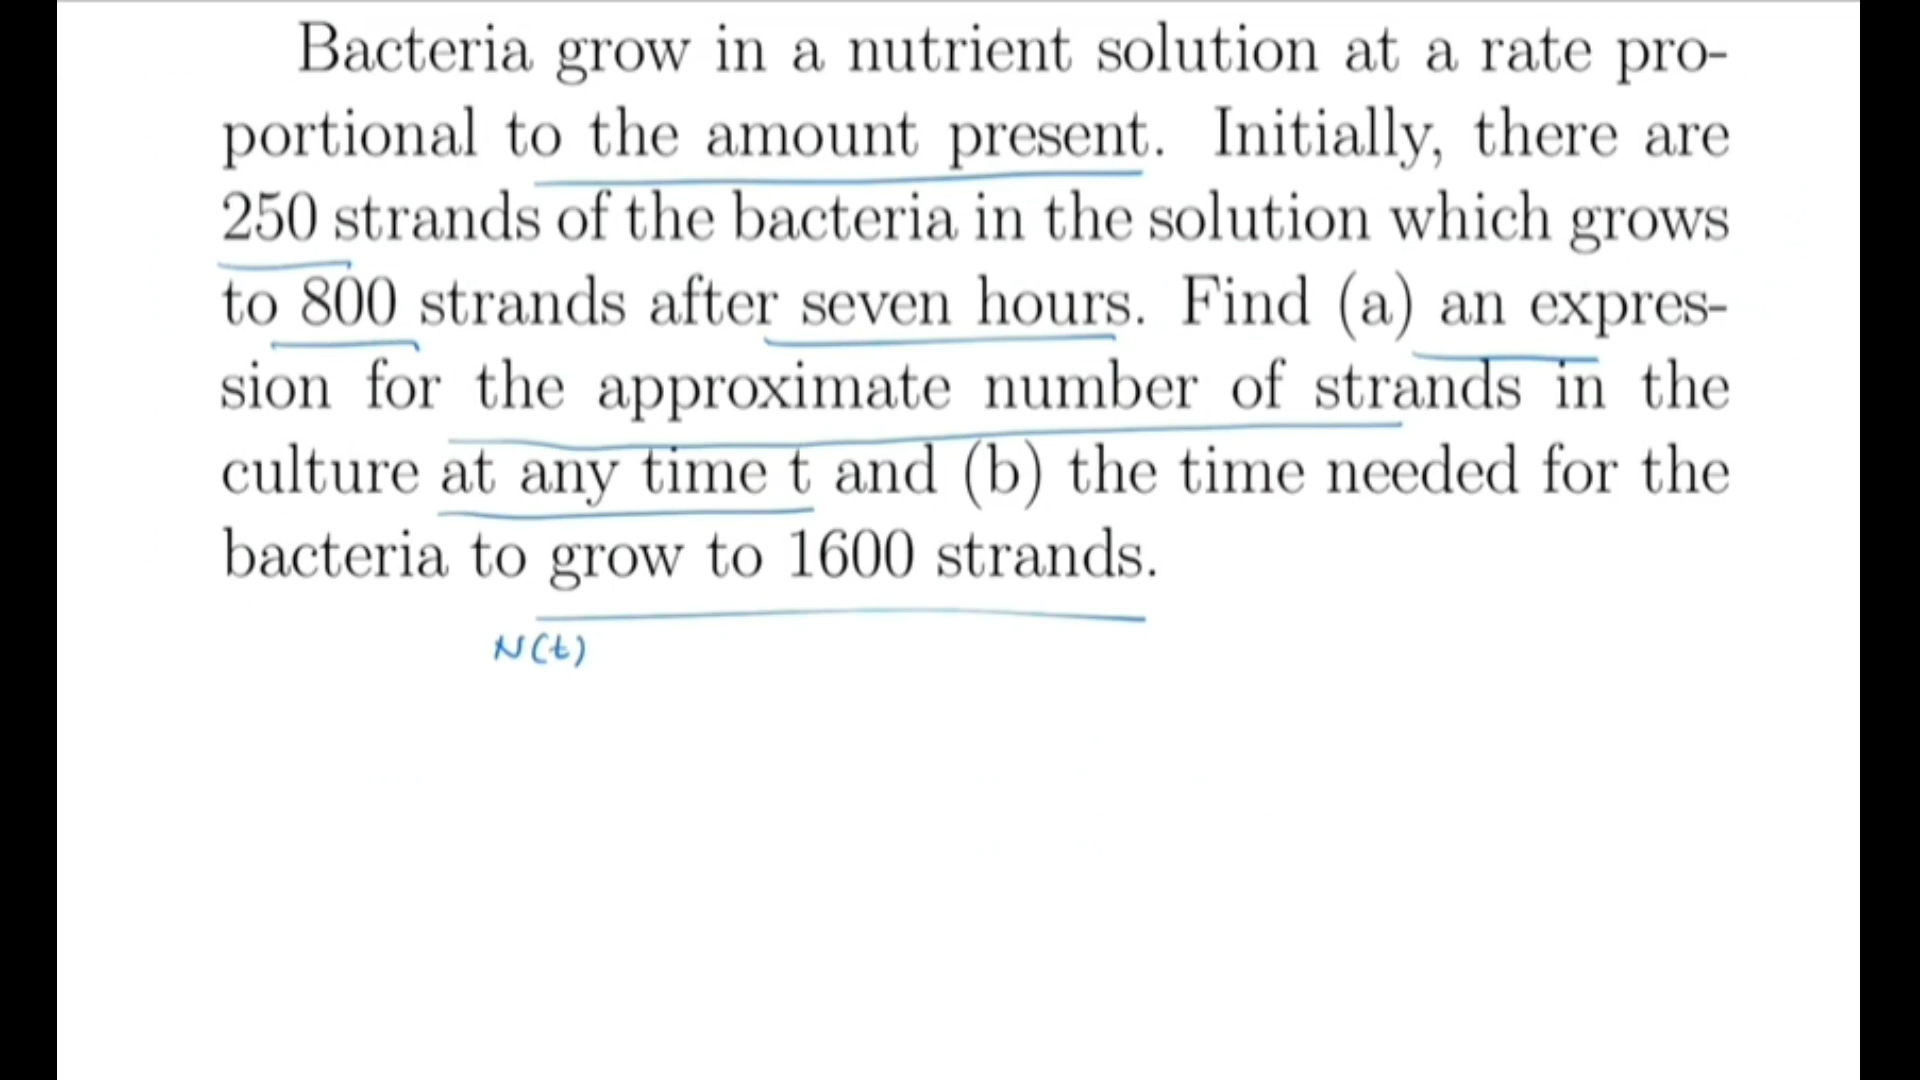 Bacteria grow in a nutrient solution at a rate pro-
portional to the amount present. Initially, there are
250 strands of the bacteria in the solution which grows
to 800 strands after seven hours. Find (a) an expres-
sion for the approximate number of strands in the
culture at any time t and (b) the time needed for the
bacteria to grow to 1600 strands.
N(t)